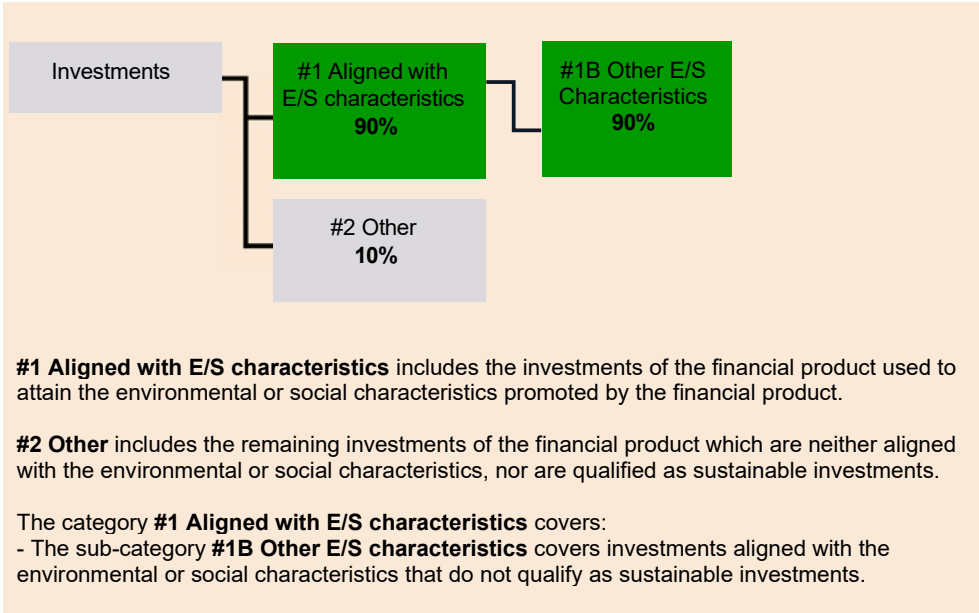 Investments
#1 Aligned with
E/S characteristics
90%
#1B Other E/S
Characteristics
90%
#2 Other
10%
#1 Aligned with E/S characteristics includes the investments of the financial product used to
attain the environmental or social characteristics promoted by the financial product.
#2 Other includes the remaining investments of the financial product which are neither aligned
with the environmental or social characteristics, nor are qualified as sustainable investments.
The category #1 Aligned with E/S characteristics covers:
- The sub-category #1B Other E/S characteristics covers investments aligned with the
environmental or social characteristics that do not qualify as sustainable investments.